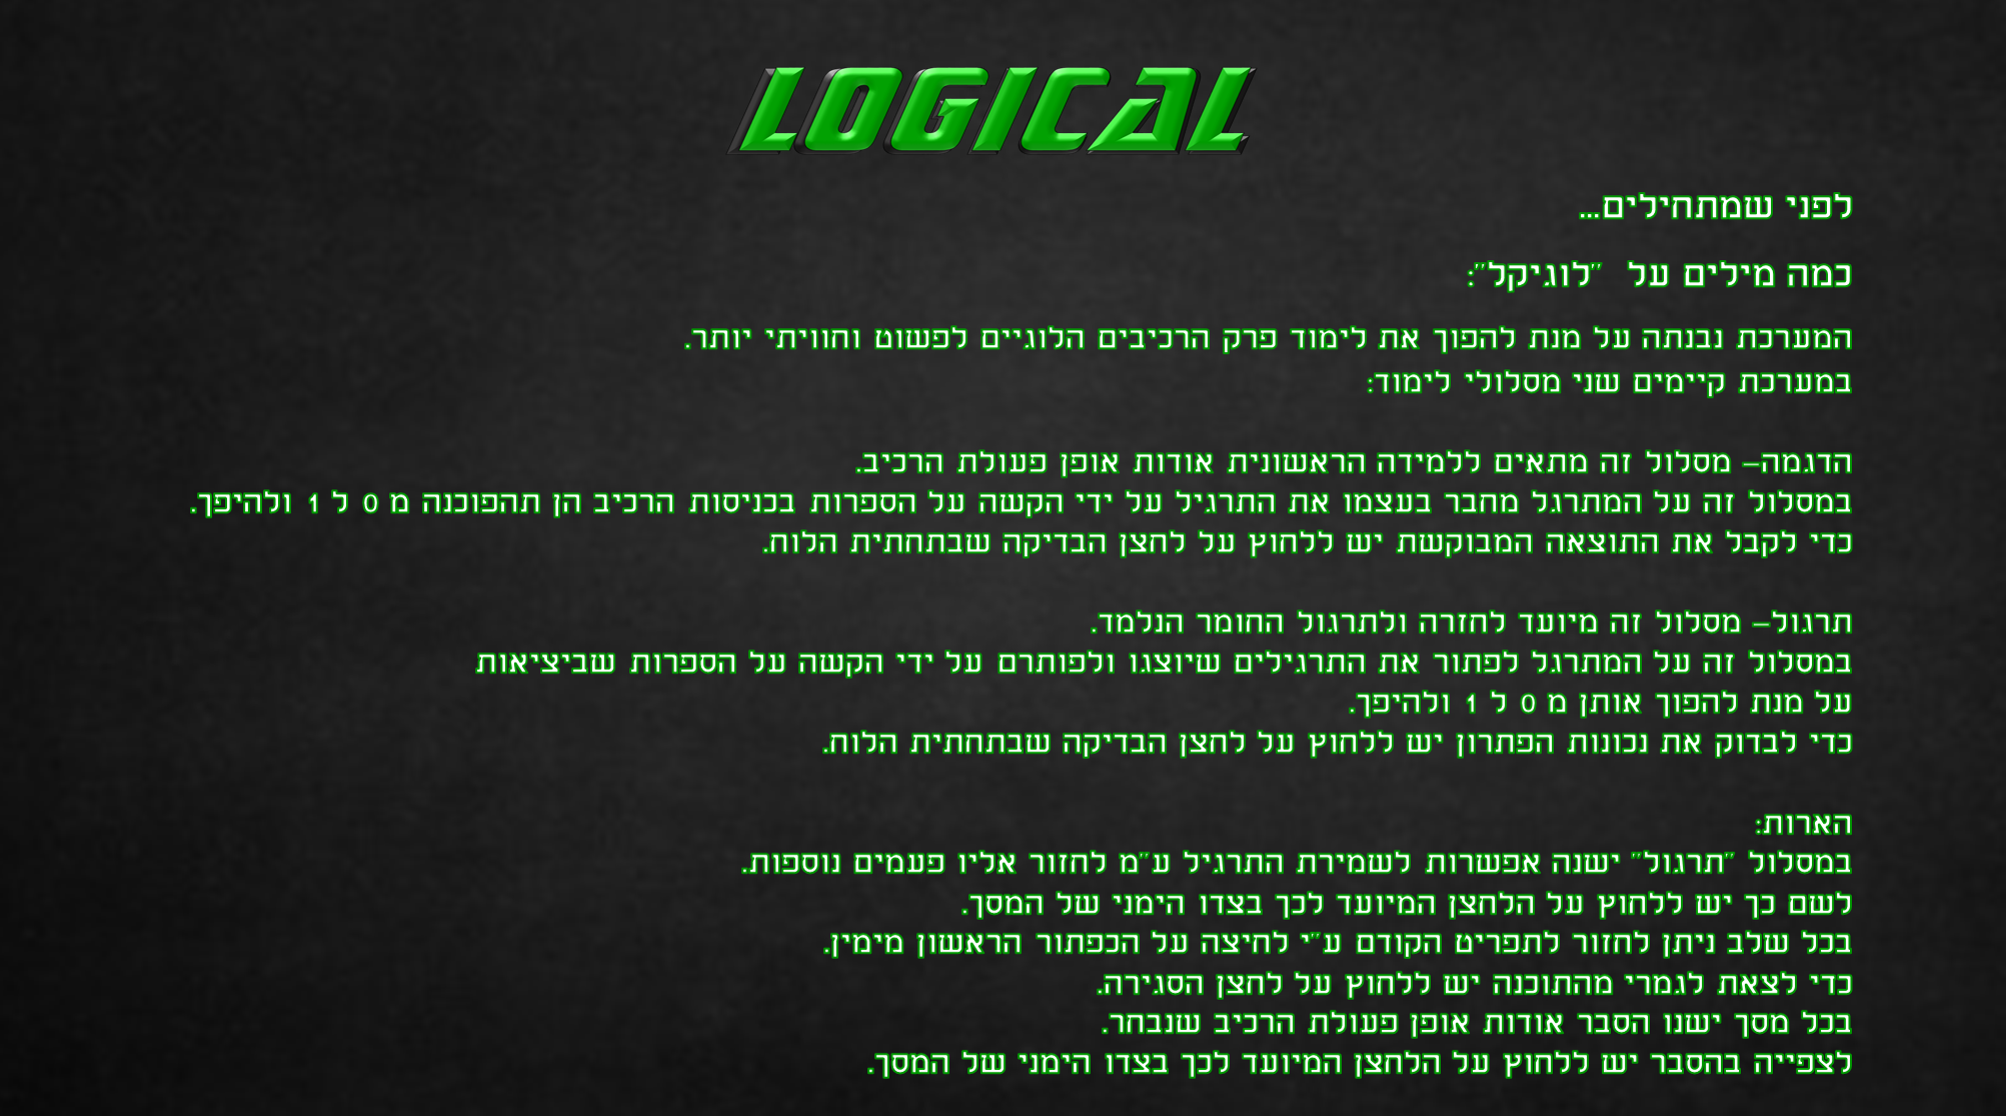 LOGICAL
לפני שמתחילים...
כמה מילים על "לוגיקל":
המערכת נבנתה על מנת להפוך את לימוד פרק הרכיבים הלוגיים לפשוט וחוויתי יותר.
במערכת קיימים שני מסלולי לימוד:
הדגמה– מסלול זה מתאים ללמידה הראשונית אודות אופן פעולת הרכיב.
במסלול זה על המתרגל מחבר בעצמו את התרגיל על ידי הקשה על הספרות בכניסות הרכיב הן תהפוכנה מ 0 ל 1 ולהיפך.
כדי לקבל את התוצאה המבוקשת יש ללחוץ על לחצן הבדיקה שבתחתית הלוח.
תרגול– מסלול זה מיועד לחזרה ולתרגול החומר הנלמד.
במסלול זה על המתרגל לפתור את התרגילים שיוצגו ולפותרם על ידי הקשה על הספרות שביציאות
על מנת להפוך אותן מ 0 ל 1 ולהיפך.
כדי לבדוק את נכונות הפתרון יש ללחוץ על לחצן הבדיקה שבתחתית הלוח.
הארות:
במסלול "תרגול" ישנה אפשרות לשמירת התרגיל ע"מ לחזור אליו פעמים נוספות.
לשם כך יש ללחוץ על הלחצן המיועד לכך בצדו הימני של המסך.
בכל שלב ניתן לחזור לתפריט הקודם ע"י לחיצה על הכפתור הראשון מימין.
כדי לצאת לגמרי מהתוכנה יש ללחוץ על לחצן הסגירה.
בכל מסך ישנו הסבר אודות אופן פעולת הרכיב שנבחר.
לצפייה בהסבר יש ללחוץ על הלחצן המיועד לכך בצדו הימני של המסך.